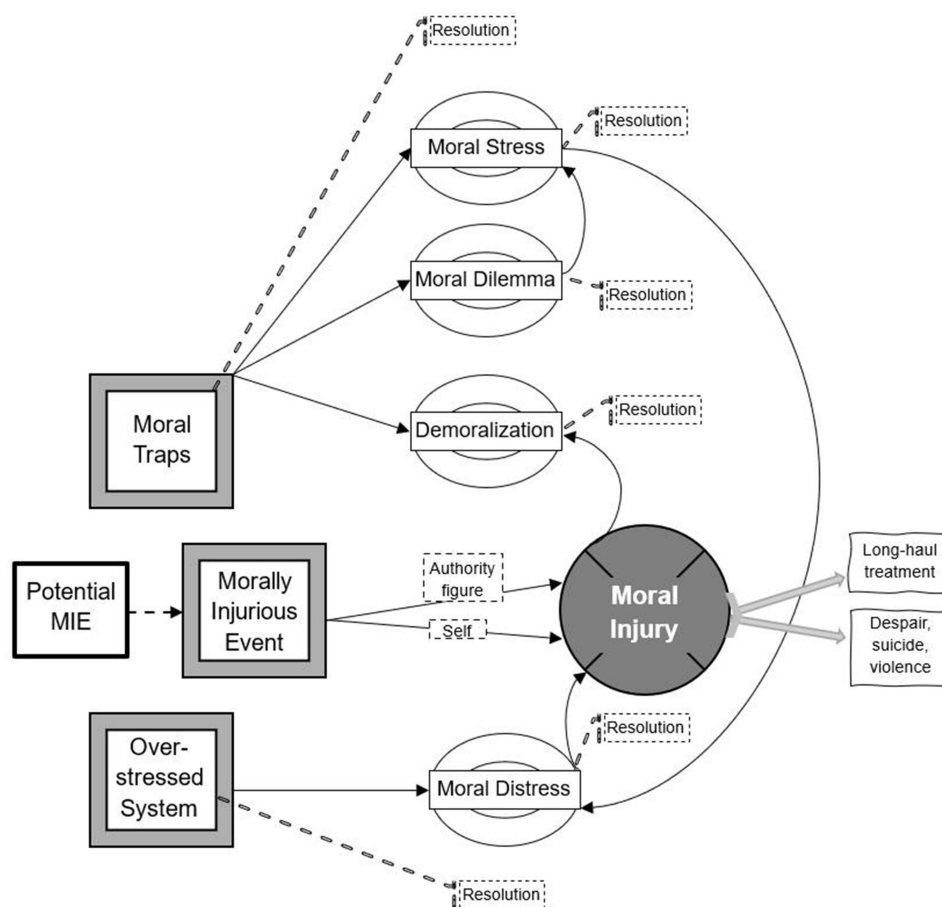 Resolution
Moral Stress
Resolution
Moral Dilemma
Resolution
Moral
Traps
Demoralization
Resolution
Potential
MIE
Morally
Injurious
Event
Authority
figure
Self
Moral
Injury
Long-haul
treatment
Despair,
suicide,
violence
Over-
stressed
System
Moral Distress
Resolution
Resolution